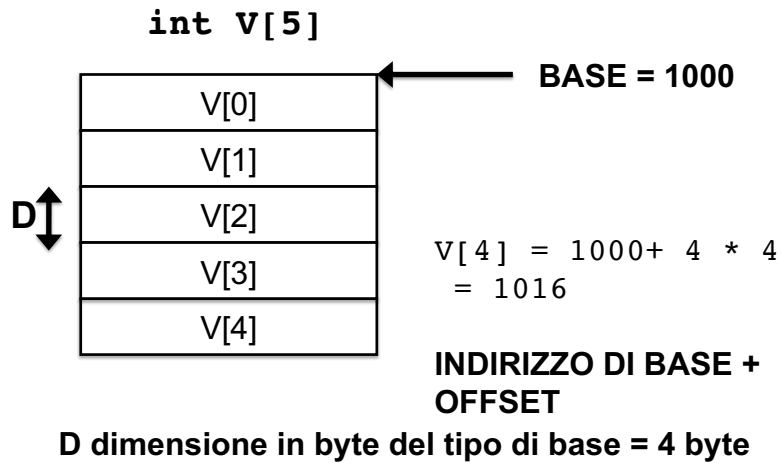 int V[5]
BASE = 1000
V[0]
V[1]
D
V[2]
V[3]
V[4]
V[4] = 1000+ 4 * 4
= 1016
INDIRIZZO DI BASE +
OFFSET
D dimensione in byte del tipo di base = 4 byte